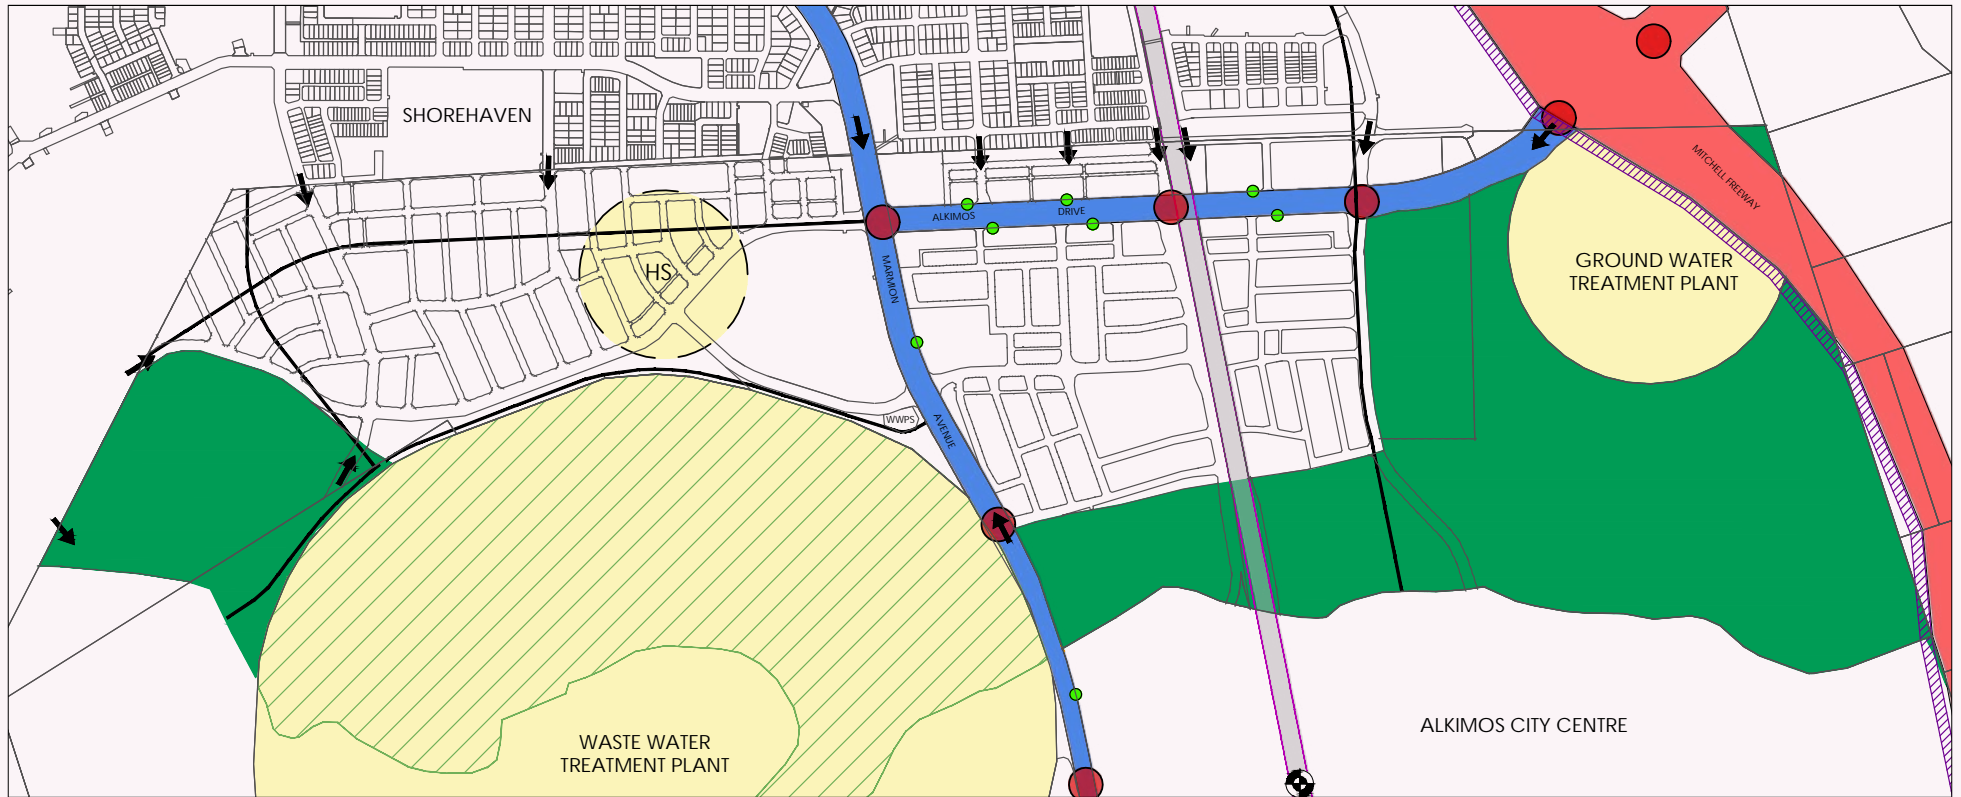 SHOREHAVEN
MITCHELL FREEWAY
ALKIMOS
DRIVE
HS
GROUND WATER
TREATMENT PLANT
MARMION
WWPS
AVENUE
WASTE WATER
TREATMENT PLANT
ALKIMOS CITY CENTRE